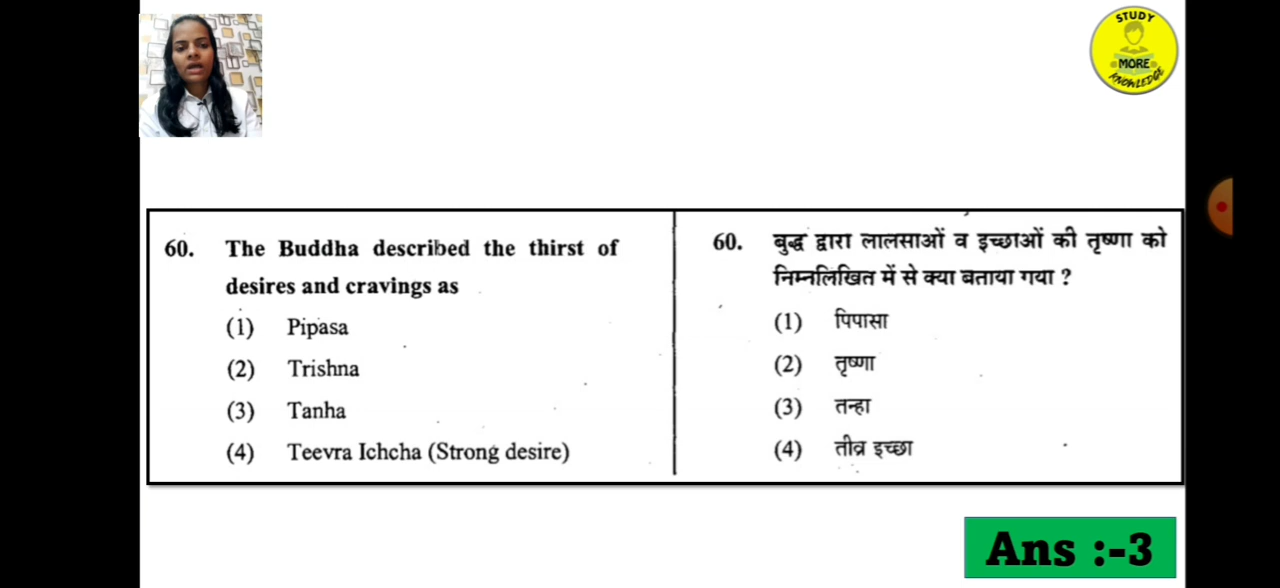 STUDY
MORE
KNOWLEDGE
60. The Buddha described the thirst of
desires and cravings as
(1) Pipasa
(2) Trishna
(3) Tanha
(4) Teevra Ichcha (Strong desire)
60. बुद्ध द्वारा लालसाओं व इच्छाओं की तृष्णा को
निम्नलिखित में से क्या बताया गया ?
(1) पिपासा
(2) तृष्णा
(3) तन्हा
(4) तीव्र इच्छा
Ans :-3